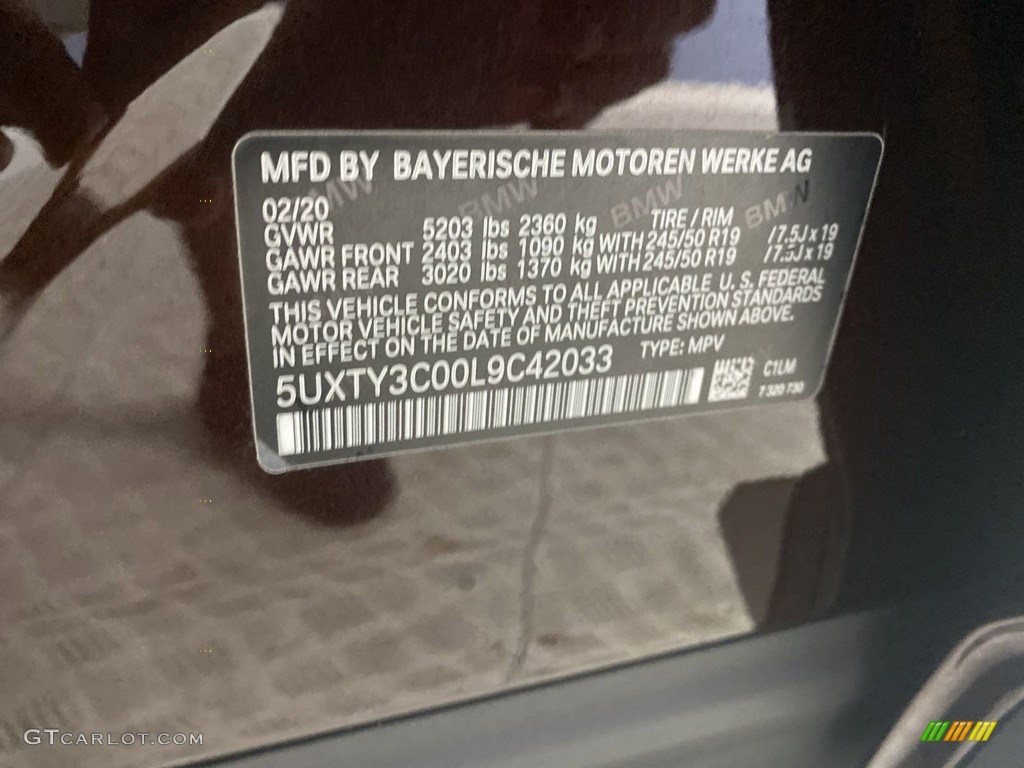 MFD BY BAYERISCHE MOTOREN WERKE AG
02/20
GVWR 5203 lbs 2360 kg TIRE / RIM
GAWR FRONT 2403 lbs 1090 kg WITH 245/50 R19 /7.5J x 19
GAWR REAR 3020 lbs 1370 kg WITH 245/50 R19 /7.5J x 19
THIS VEHICLE CONFORMS TO ALL APPLICABLE U. S. FEDERAL
MOTOR VEHICLE SAFETY AND THEFT PREVENTION STANDARDS
IN EFFECT ON THE DATE OF MANUFACTURE SHOWN ABOVE.
5UXTY3C00L9C42033 TYPE: MPV
C1LM
7 320 730
BMW BMW BMW
GTCARLOT.COM